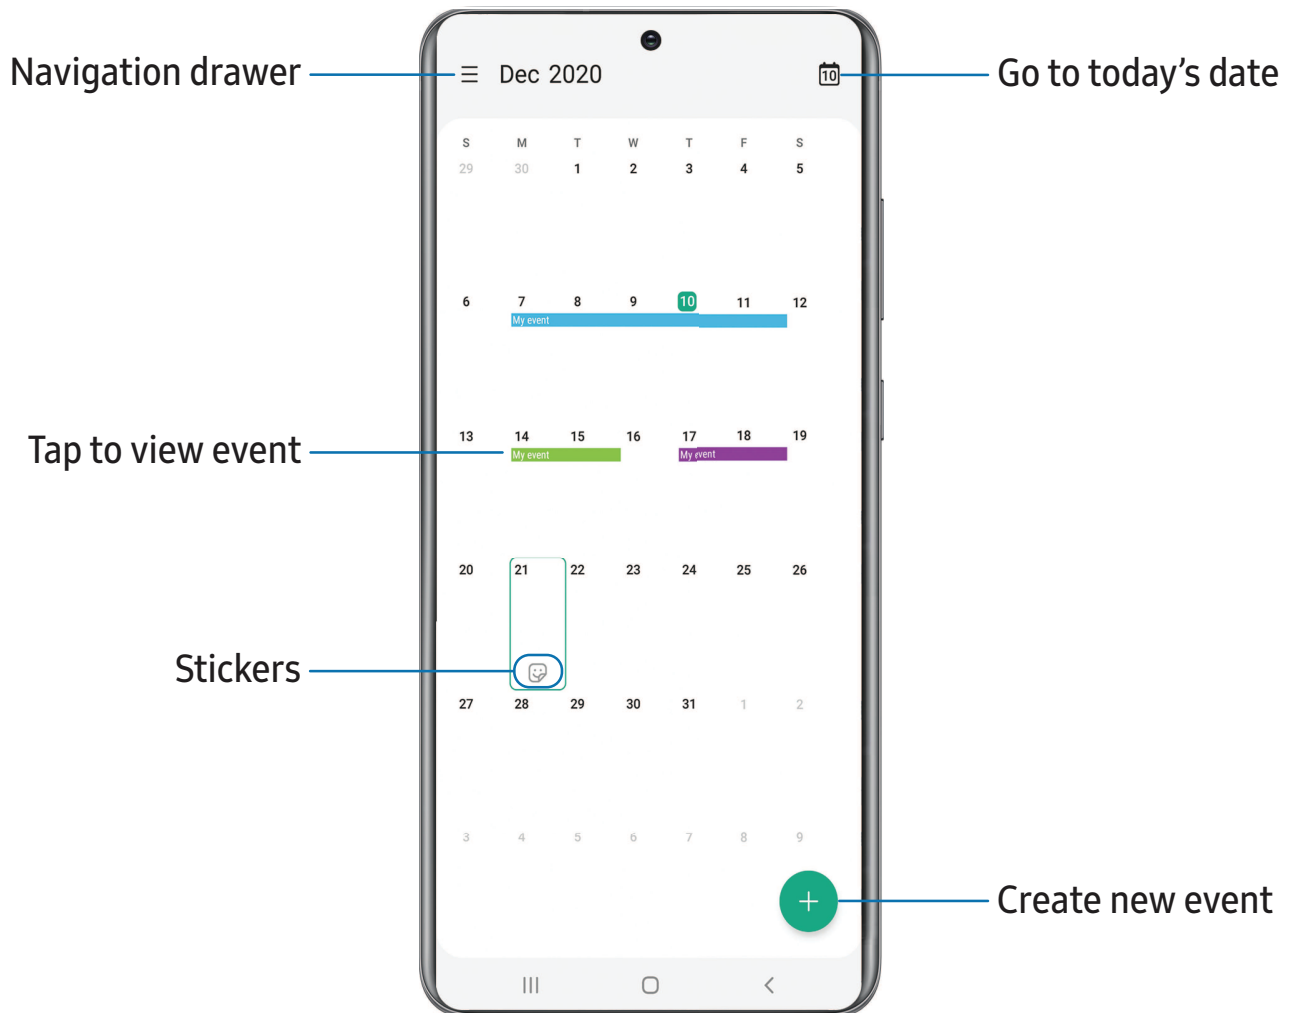 Navigation drawer
Dec 2020
10
Go to today's date
S M T W T F S
29 30 1 2 3 4 5
6 7 8 9 10 11 12
My event
Tap to view event
13 14 15 16 17 18 19
My event My event
20 21 22 23 24 25 26
Stickers
27 28 29 30 31 1 2
3 4 5 6 7 8 9
Create new event